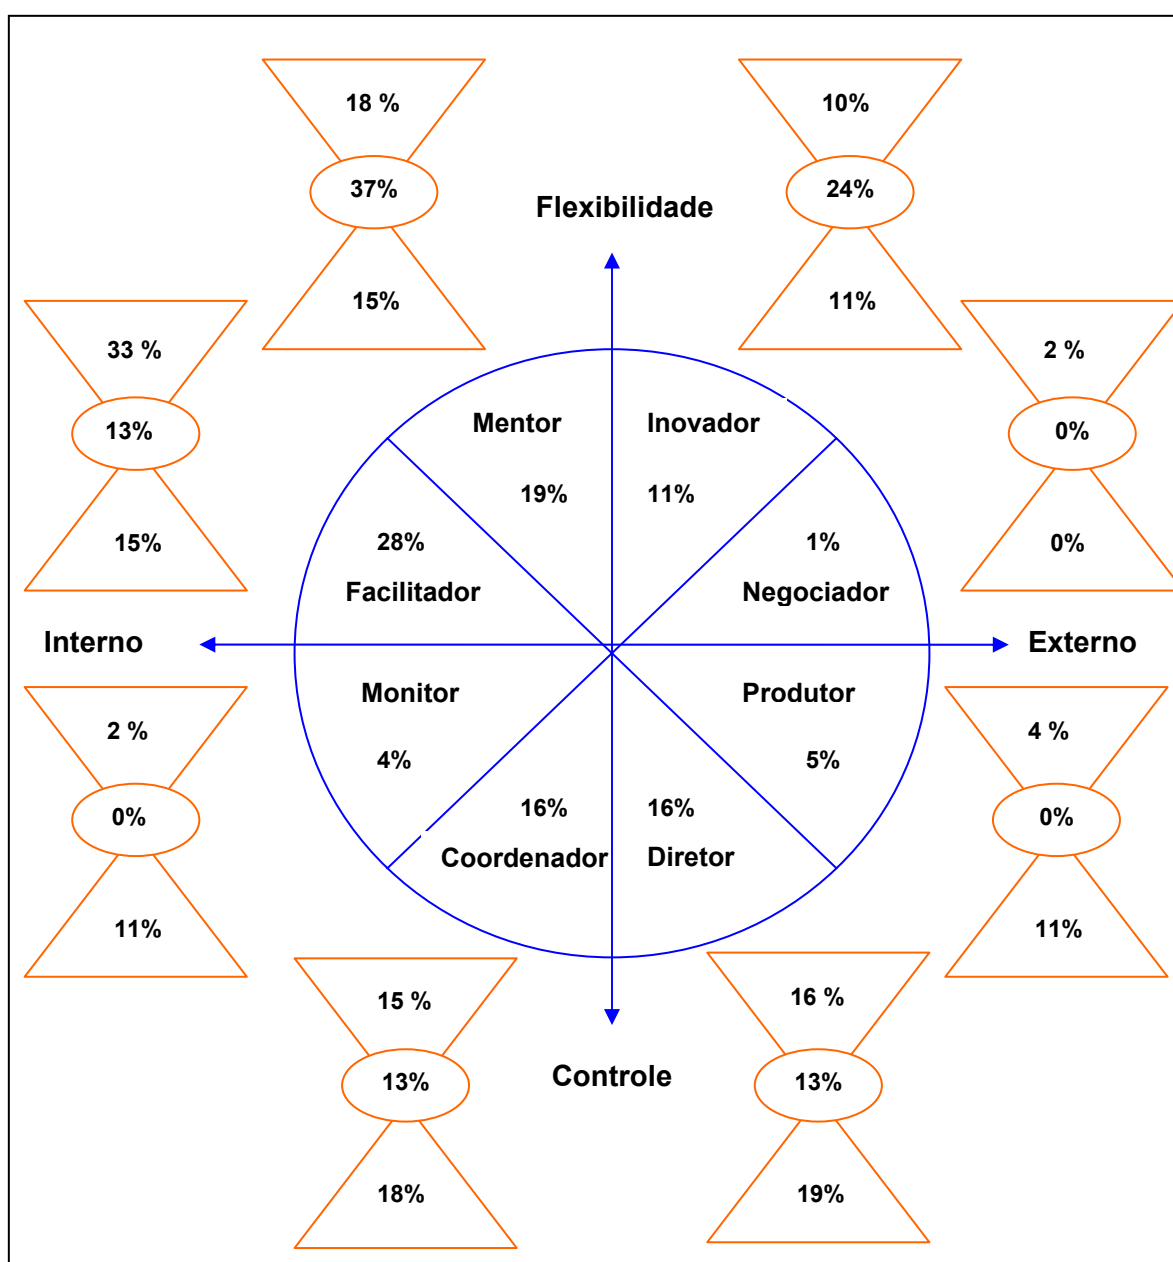 18 %
10%
37%
24%
Flexibilidade
15%
11%
33 %
2 %
13%
0%
15%
0%
Mentor
Inovador
19%
11%
28%
1%
Facilitador
Negociador
Interno
Externo
Monitor
Produtor
4%
5%
16%
16%
Coordenador
Diretor
2 %
4 %
0%
0%
11%
11%
15 %
16 %
13%
13%
Controle
18%
19%